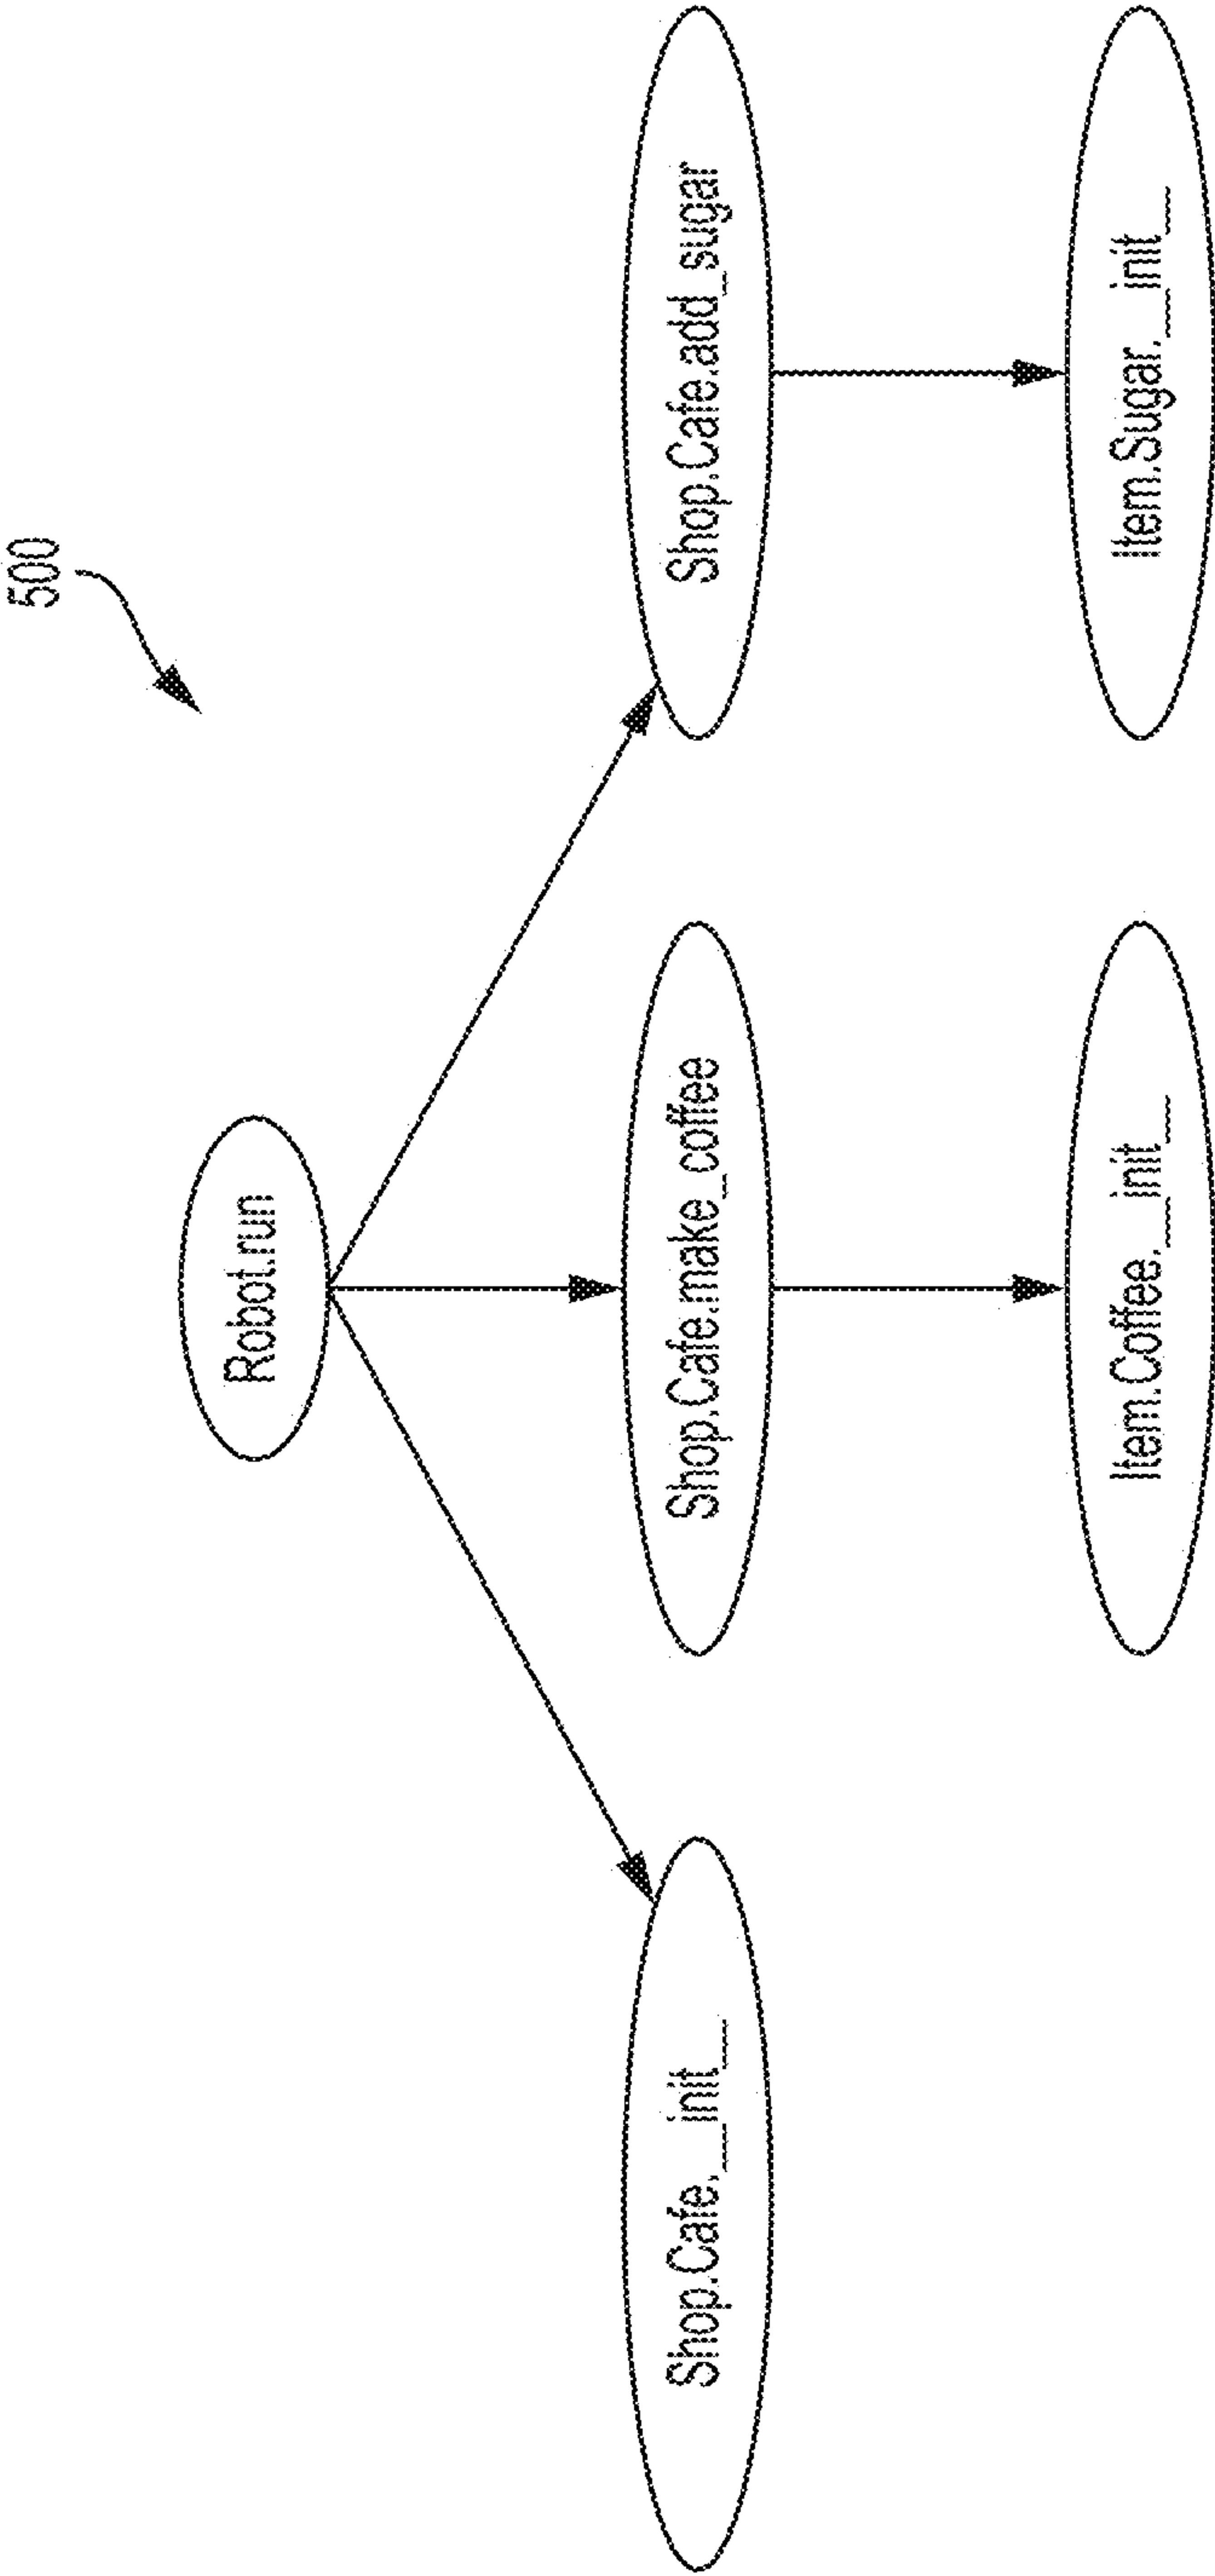 500
Robot.run
Shop.Cafe.__init__
Shop.Cafe.make_coffee
Shop.Cafe.add_sugar
Item.Coffee.__init__
Item.Sugar.__init__